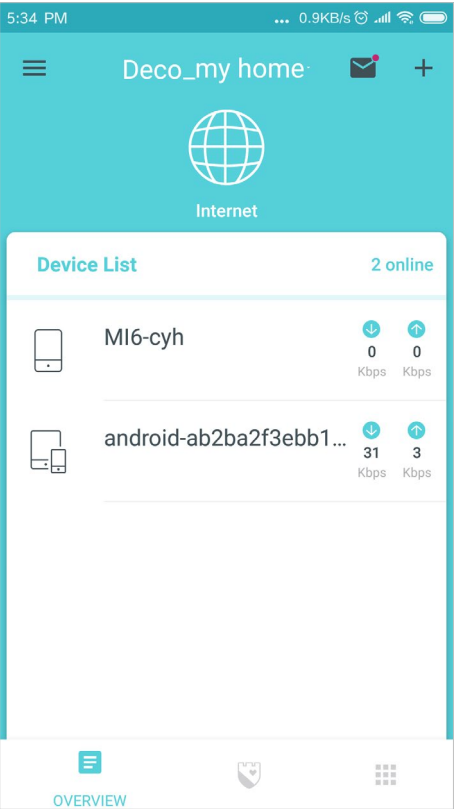 5:34 PM ... 0.9KB/s
Deco_my home
Internet
Device List 2 online
MI6-cyh
0 0
Kbps Kbps
android-ab2ba2f3ebb1...
31 3
Kbps Kbps
OVERVIEW